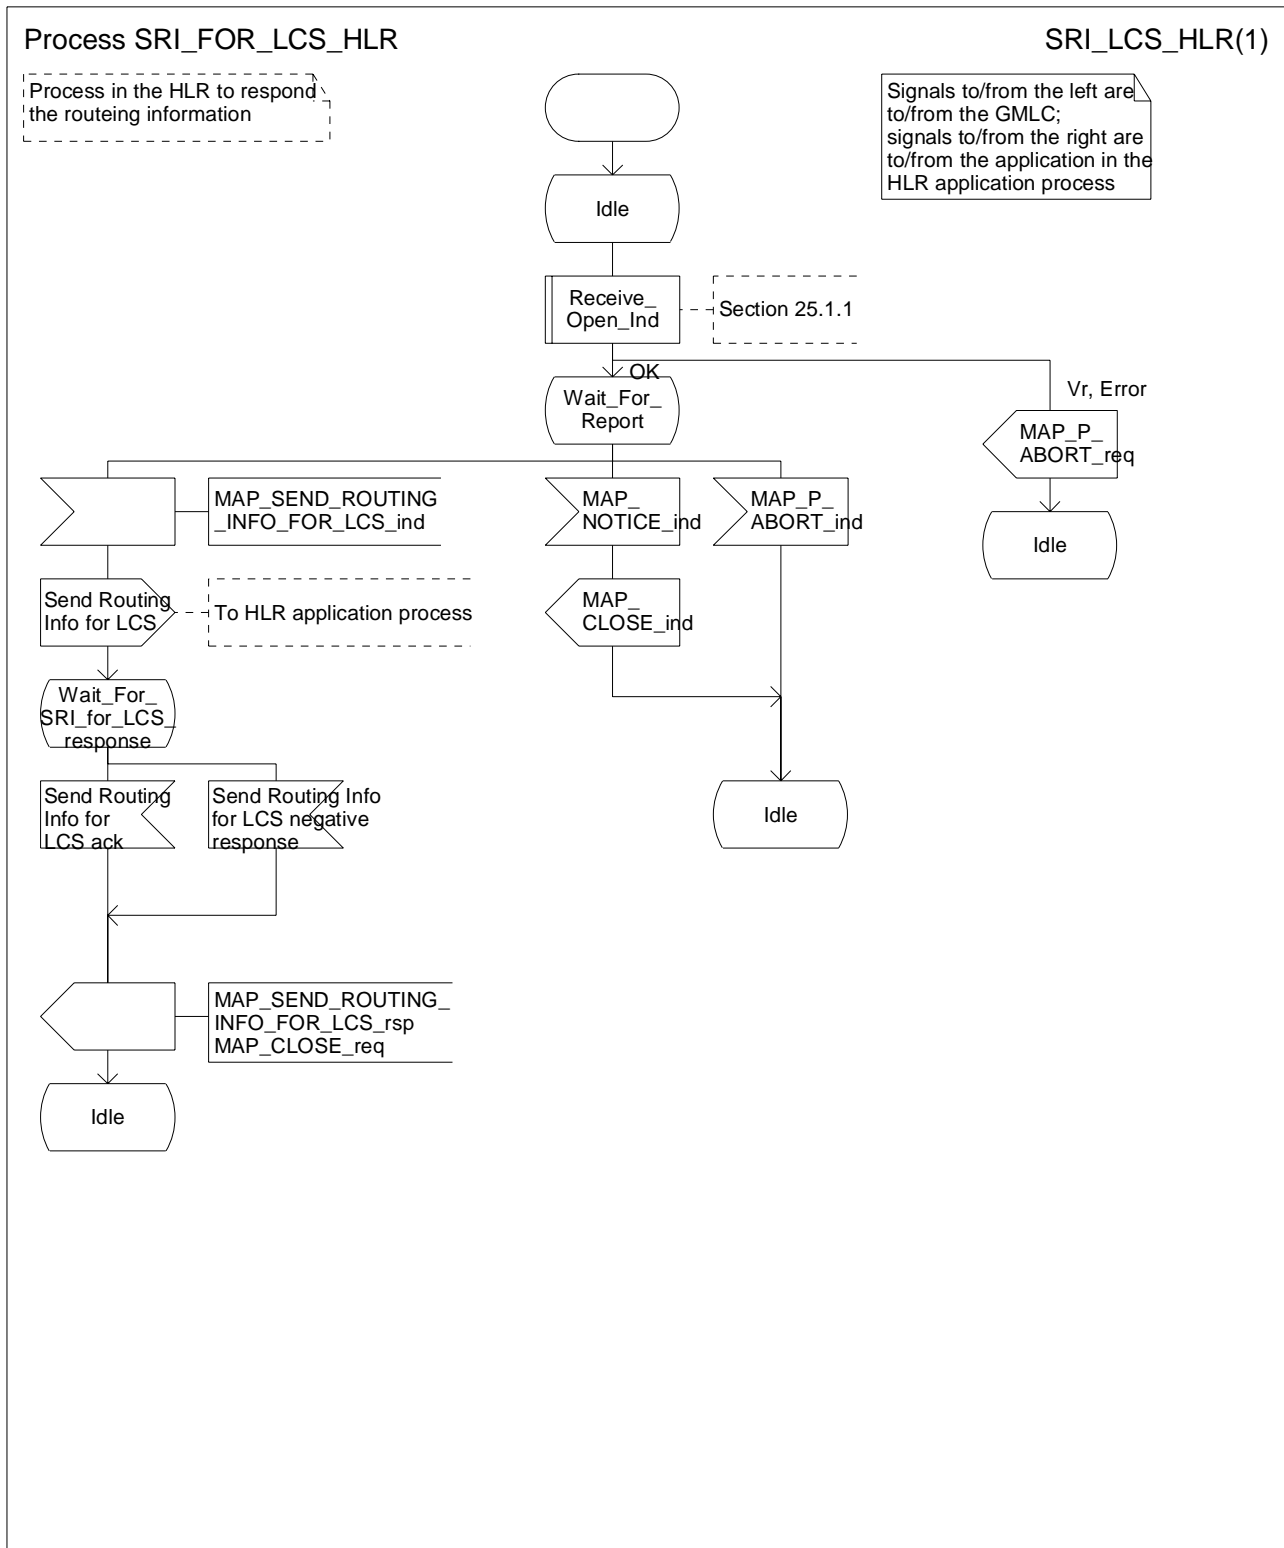 Process SRI_FOR_LCS_HLR
SRI_LCS_HLR(1)
Process in the HLR to respond
the routeing information
Signals to/from the left are
to/from the GMLC;
signals to/from the right are
to/from the application in the
HLR application process
Idle
Receive_
Open_Ind
Section 25.1.1
OK
Vr, Error
Wait_For_
Report
MAP_P_
ABORT_req
Idle
MAP_SEND_ROUTING
_INFO_FOR_LCS_ind
MAP_
NOTICE_ind
MAP_P_
ABORT_ind
Send Routing
Info for LCS
To HLR application process
MAP_
CLOSE_ind
Wait_For_
SRI_for_LCS_
response
Send Routing
Info for
LCS ack
Send Routing Info
for LCS negative
response
Idle
MAP_SEND_ROUTING_
INFO_FOR_LCS_rsp
MAP_CLOSE_req
Idle